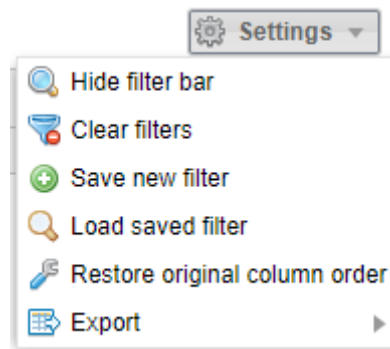 Settings
Hide filter bar
Clear filters
Save new filter
Load saved filter
Restore original column order
Export